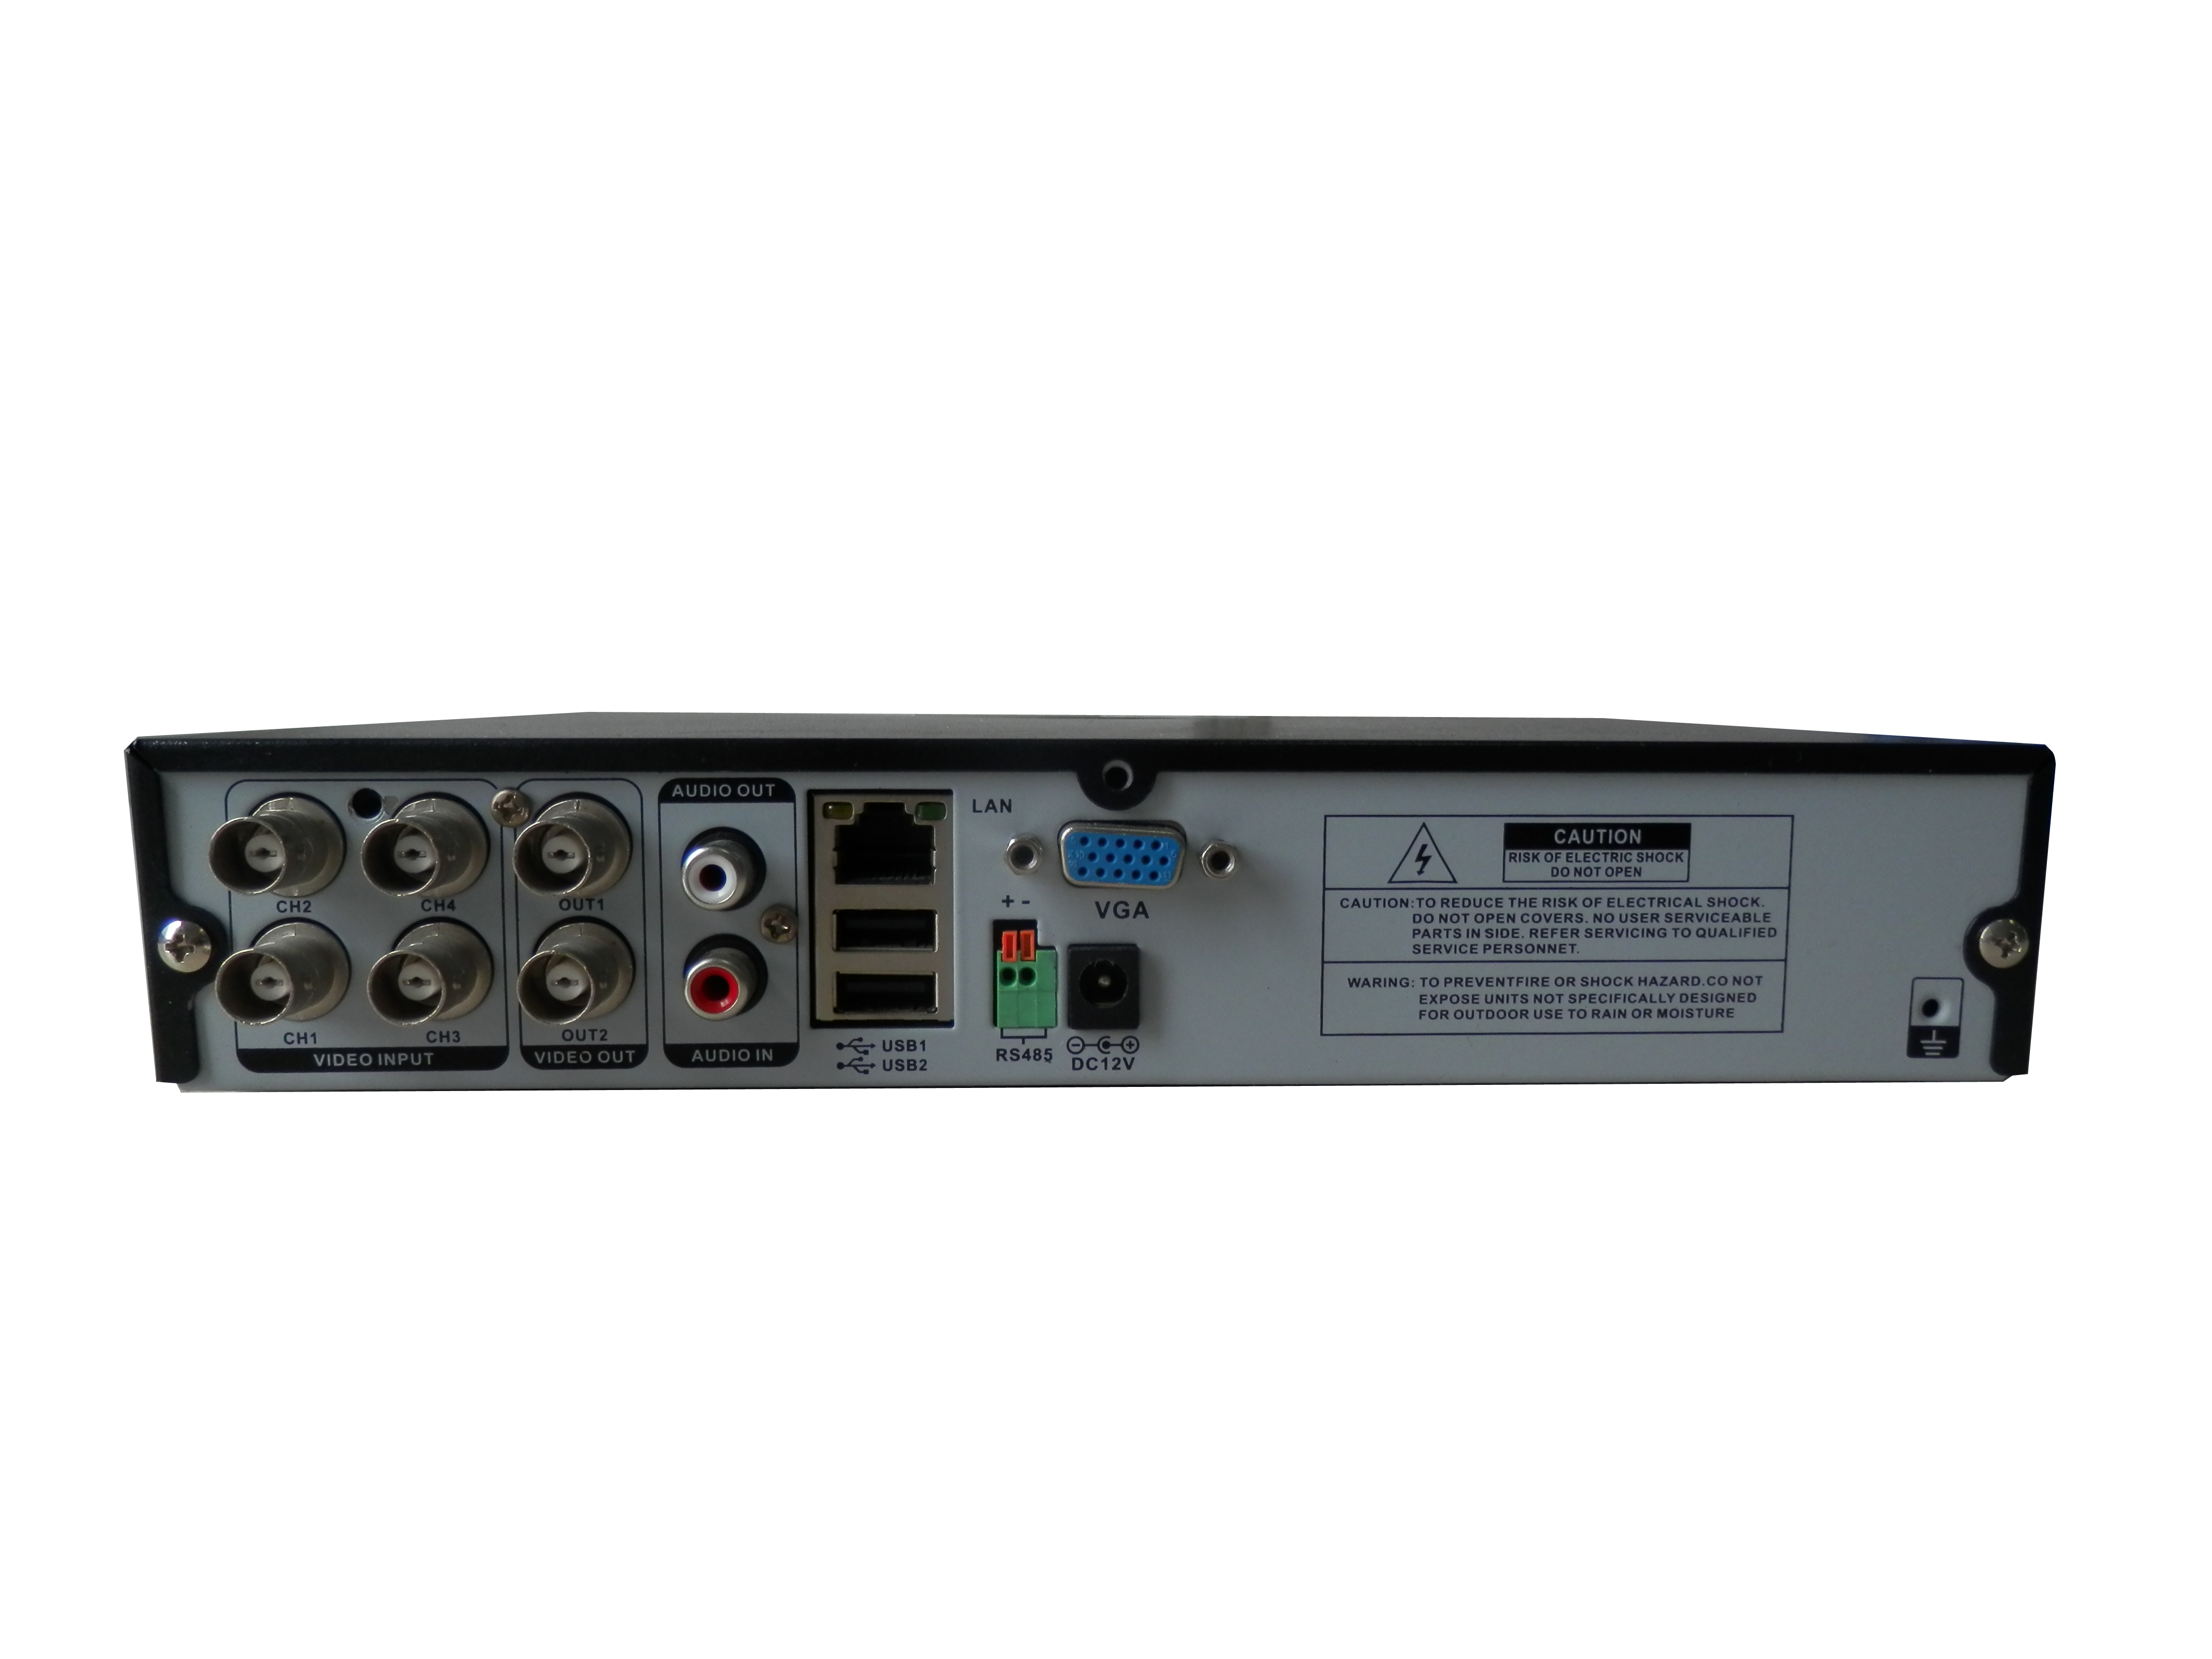 CH2
CH4
CH1
CH3
VIDEO INPUT
OUT1
OUT2
VIDEO OUT
AUDIO OUT
AUDIO IN
LAN
USB1
USB2
VGA
+ -
RS485
DC12V
CAUTION
RISK OF ELECTRIC SHOCK
DO NOT OPEN
CAUTION:TO REDUCE THE RISK OF ELECTRICAL SHOCK.
DO NOT OPEN COVERS. NO USER SERVICEABLE
PARTS IN SIDE. REFER SERVICING TO QUALIFIED
SERVICE PERSONNET.
WARING: TO PREVENTFIRE OR SHOCK HAZARD.CO NOT
EXPOSE UNITS NOT SPECIFICALLY DESIGNED
FOR OUTDOOR USE TO RAIN OR MOISTURE